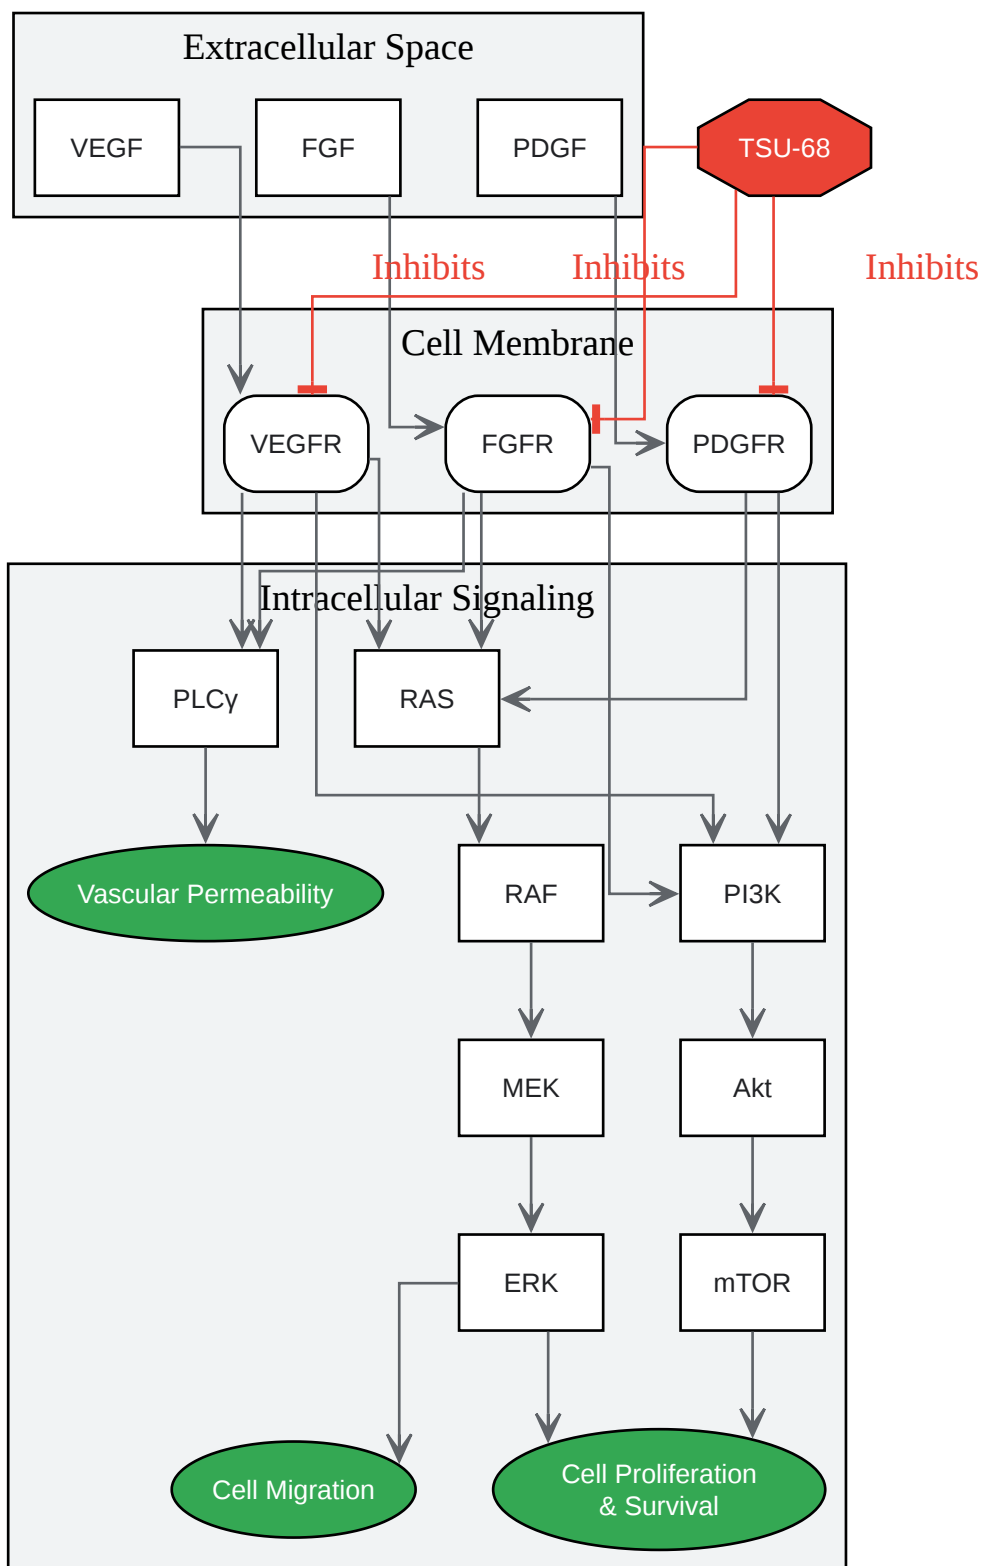 Extracellular Space
VEGF
FGF
PDGF
TSU-68
Inhibits
Inhibits
Inhibits
Cell Membrane
VEGFR
FGFR
PDGFR
Intracellular Signaling
PLCγ
RAS
Vascular Permeability
RAF
PI3K
MEK
Akt
ERK
mTOR
Cell Migration
Cell Proliferation
& Survival